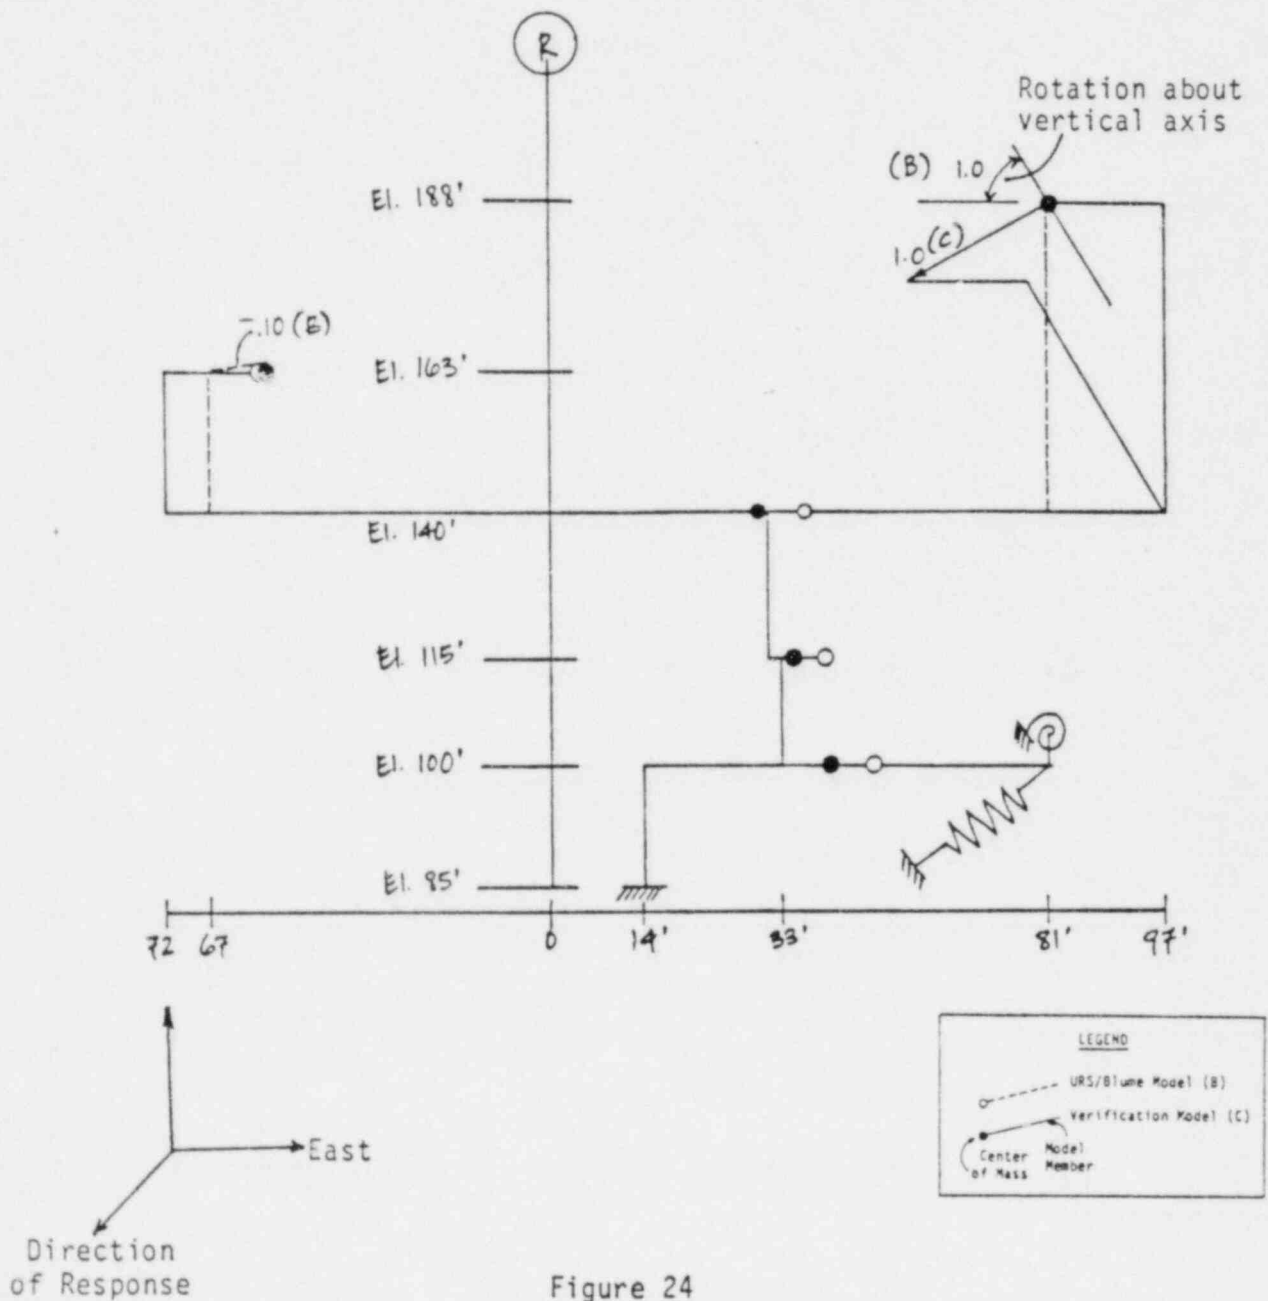 R
Rotation about
vertical axis
(B) 1.0
El. 188'
1.0 (C)
El. 163'
El. 140'
El. 115'
El. 100'
El. 85'
72 67 0 14' 33' 81' 97'
LEGEND
URS/Blume Model (B)
Verification Model (C)
Center
of Mass
Model
Member
East
Direction
of Response
Figure 24